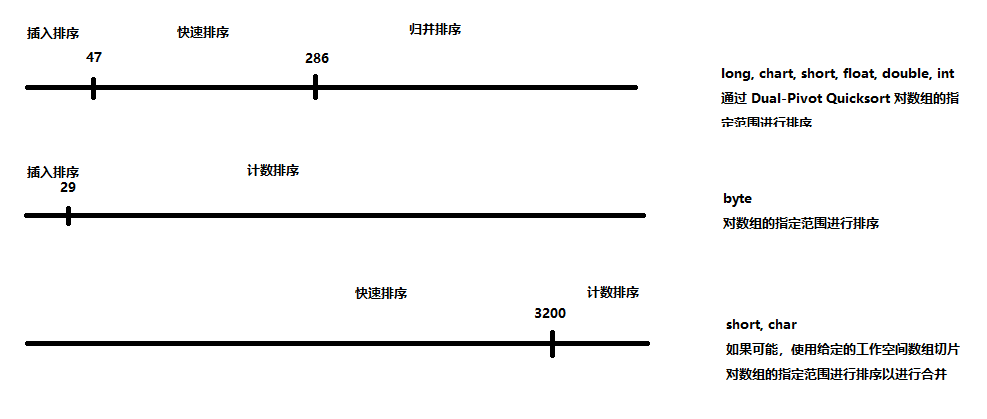 插入排序 快速排序 归并排序
47 286
long, chart, short, float, double, int
通过 Dual-Pivot Quicksort 对数组的指
定范围进行排序
插入排序 计数排序
29
byte
对数组的指定范围进行排序
快速排序 计数排序
3200
short, char
如果可能，使用给定的工作空间数组切片
对数组的指定范围进行排序以进行合并